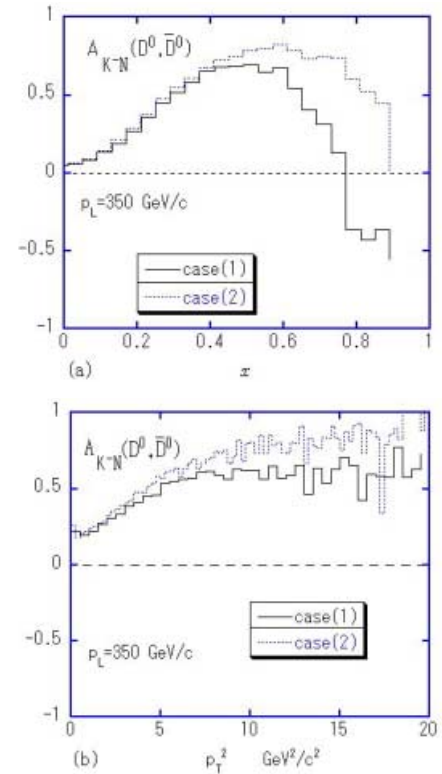 1
A K⁻N (D⁰, D̄⁰)
0.5
0
p_L=350 GeV/c
-0.5
case(1)
case(2)
-1
0 0.2 0.4 0.6 0.8 1
(a) x
1
A K⁻N (D⁰, D̄⁰)
0.5
0
-0.5
case(1)
case(2)
p_L=350 GeV/c
-1
0 5 10 15 20
(b) p_T² GeV²/c²